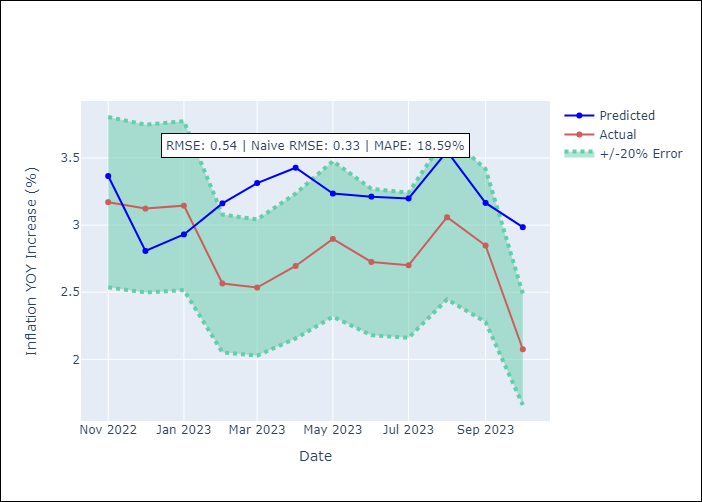 RMSE: 0.54 | Naive RMSE: 0.33 | MAPE: 18.59%
Predicted
Actual
+/-20% Error
Inflation YOY Increase (%)
3.5
3
2.5
2
Nov 2022 Jan 2023 Mar 2023 May 2023 Jul 2023 Sep 2023
Date